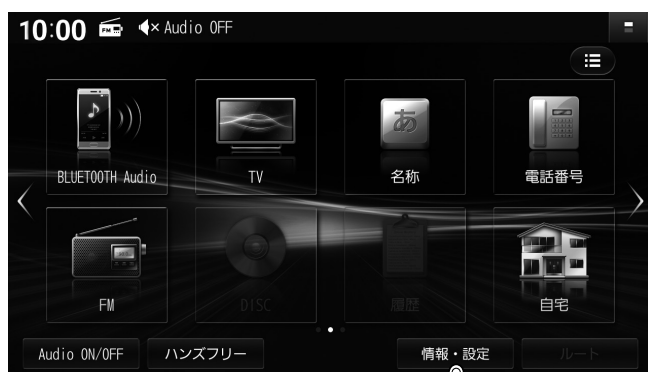 10:00 FM Audio OFF
BLUETOOTH Audio TV 名称 電話番号
FM DISC 履歴 自宅
Audio ON/OFF ハンズフリー 情報・設定 ルート